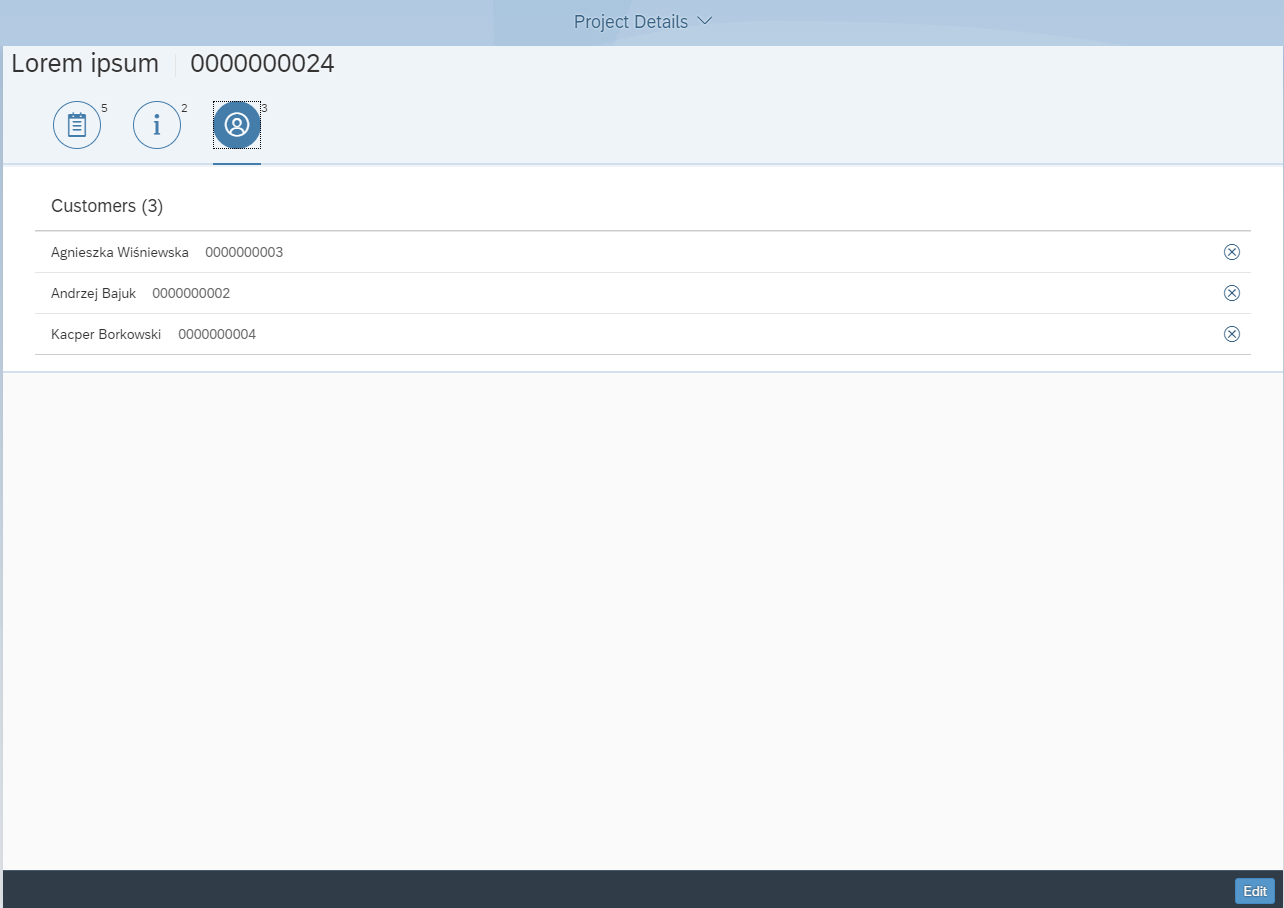 Project Details
Lorem ipsum 0000000024
5 2 3
Customers (3)
Agnieszka Wiśniewska 0000000003
Andrzej Bajuk 0000000002
Kacper Borkowski 0000000004
Edit